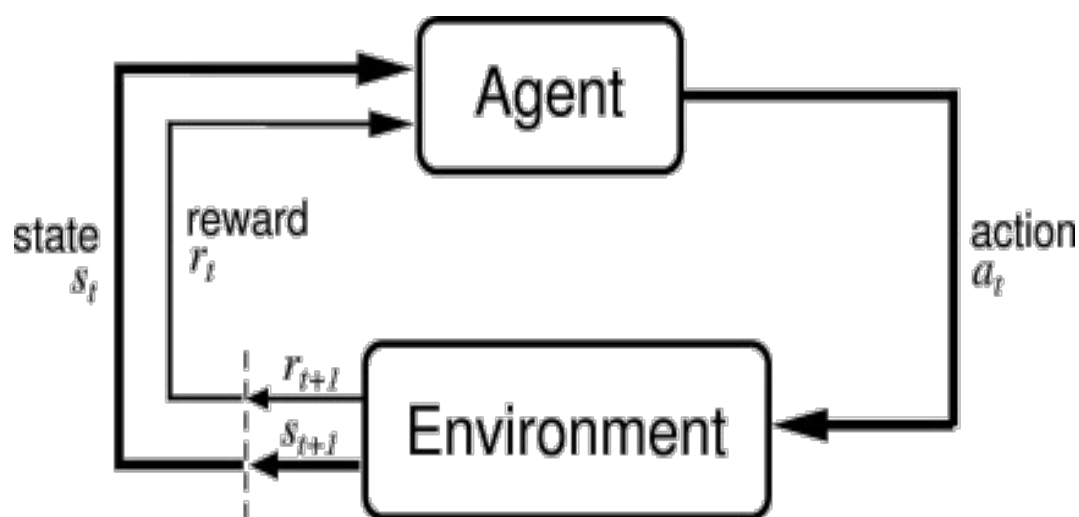 Agent
state
s_t
reward
r_t
action
a_t
r_{t+1}
s_{t+1}
Environment